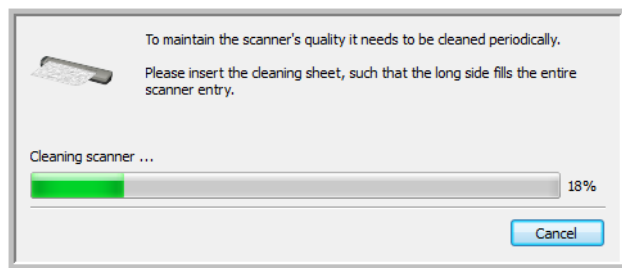 To maintain the scanner's quality it needs to be cleaned periodically.
Please insert the cleaning sheet, such that the long side fills the entire
scanner entry.
Cleaning scanner ...
18%
Cancel